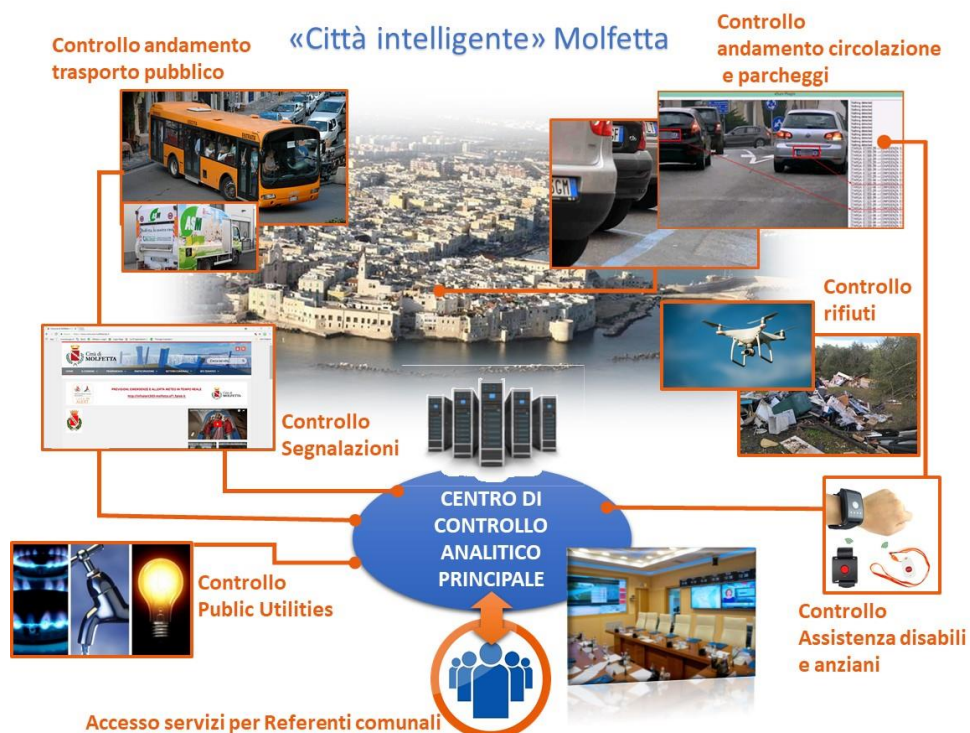 «Città intelligente» Molfetta
Controllo andamento
trasporto pubblico
Controllo
andamento circolazione
e parcheggi
ASM
Controllo
rifiuti
Città di
MOLFETTA
Controllo
Segnalazioni
CENTRO DI
CONTROLLO
ANALITICO
PRINCIPALE
Controllo
Public Utilities
Controllo
Assistenza disabili
e anziani
Accesso servizi per Referenti comunali